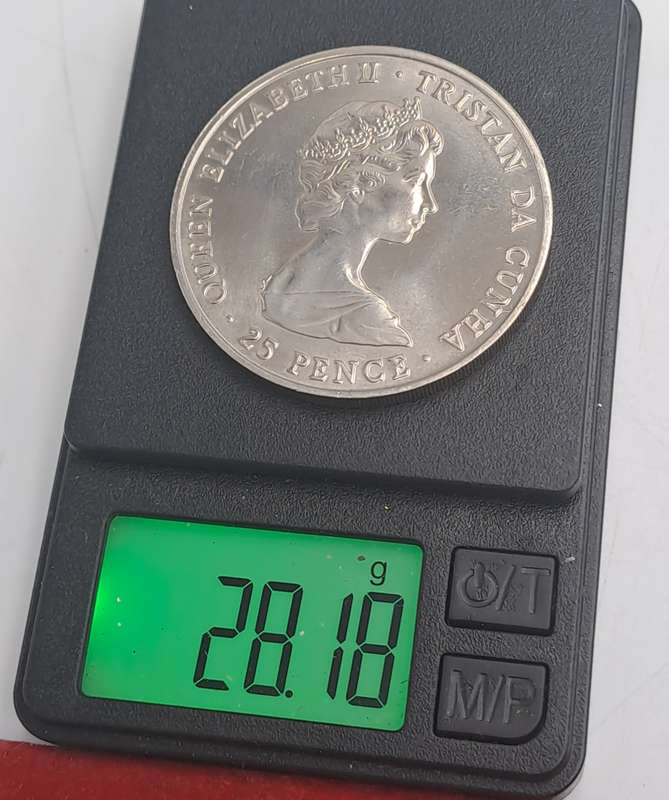 QUEEN ELIZABETH II · TRISTAN DA CUNHA
· 25 PENCE ·
g
28.18
⏻/T
M/P